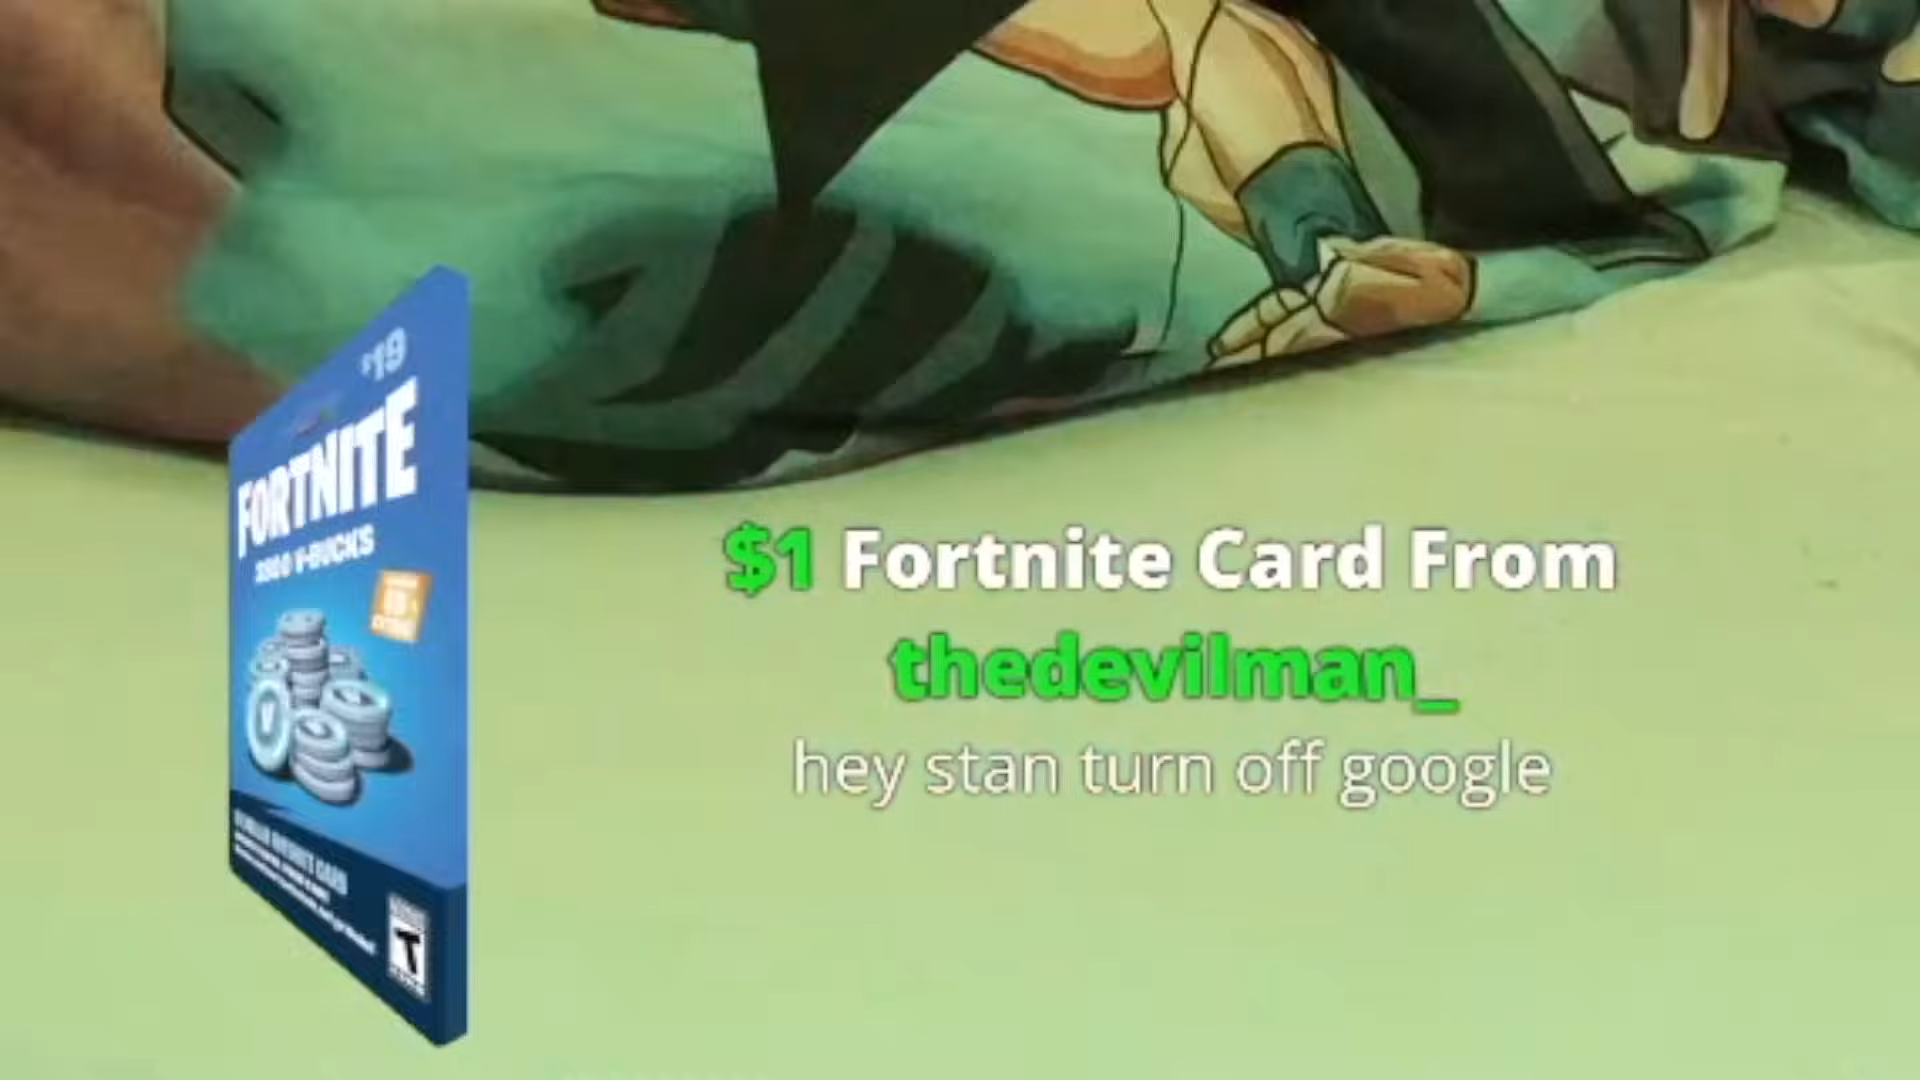 $19
FORTNITE
V-BUCKS
$1 Fortnite Card From
thedevilman_
hey stan turn off google
T